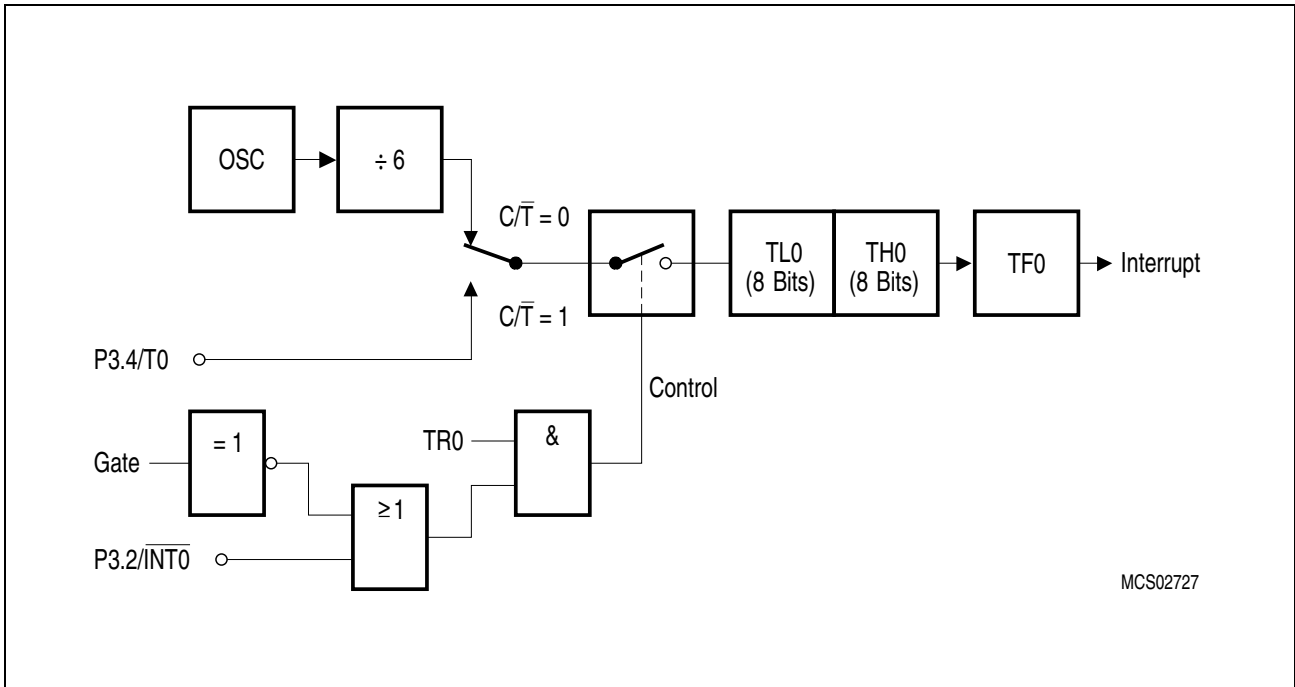 OSC
÷ 6
C/T̅ = 0
C/T̅ = 1
TL0
(8 Bits)
TH0
(8 Bits)
TF0
Interrupt
P3.4/T0
Control
Gate
= 1
TR0
&
≥ 1
P3.2/I̅N̅T̅0̅
MCS02727